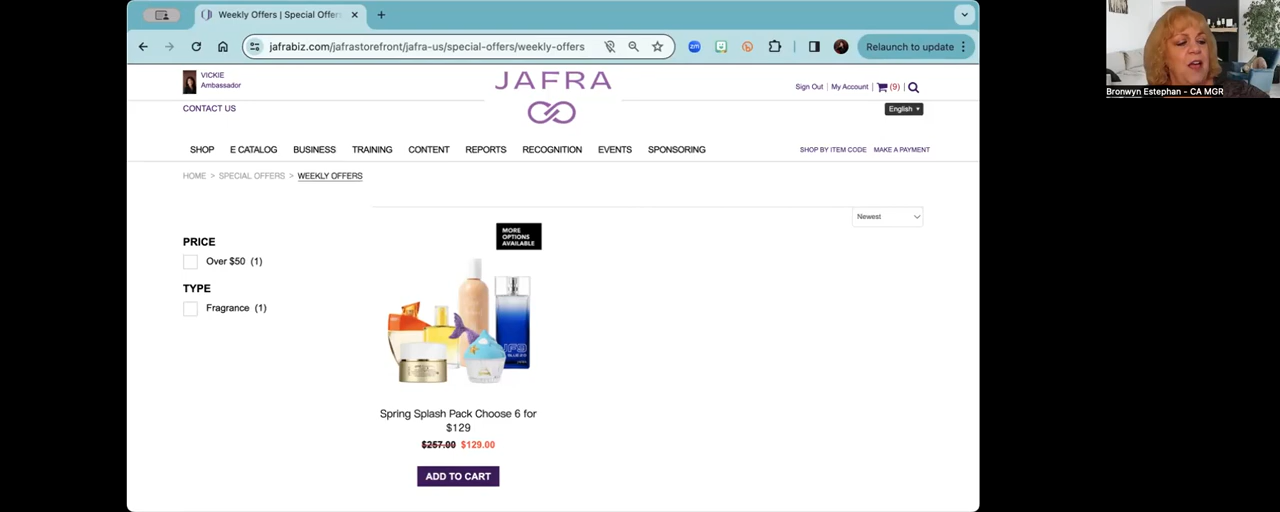 Weekly Offers | Special Offer
jafrabiz.com/jafrastorefront/jafra-us/special-offers/weekly-offers
Relaunch to update
VICKIE
Ambassador
JAFRA
Sign Out | My Account | (9)
CONTACT US
English
SHOP E CATALOG BUSINESS TRAINING CONTENT REPORTS RECOGNITION EVENTS SPONSORING
SHOP BY ITEM CODE MAKE A PAYMENT
HOME > SPECIAL OFFERS > WEEKLY OFFERS
Newest
PRICE
Over $50 (1)
TYPE
Fragrance (1)
MORE
OPTIONS
AVAILABLE
Spring Splash Pack Choose 6 for
$129
$257.00 $129.00
ADD TO CART
Bronwyn Estephan - CA MGR